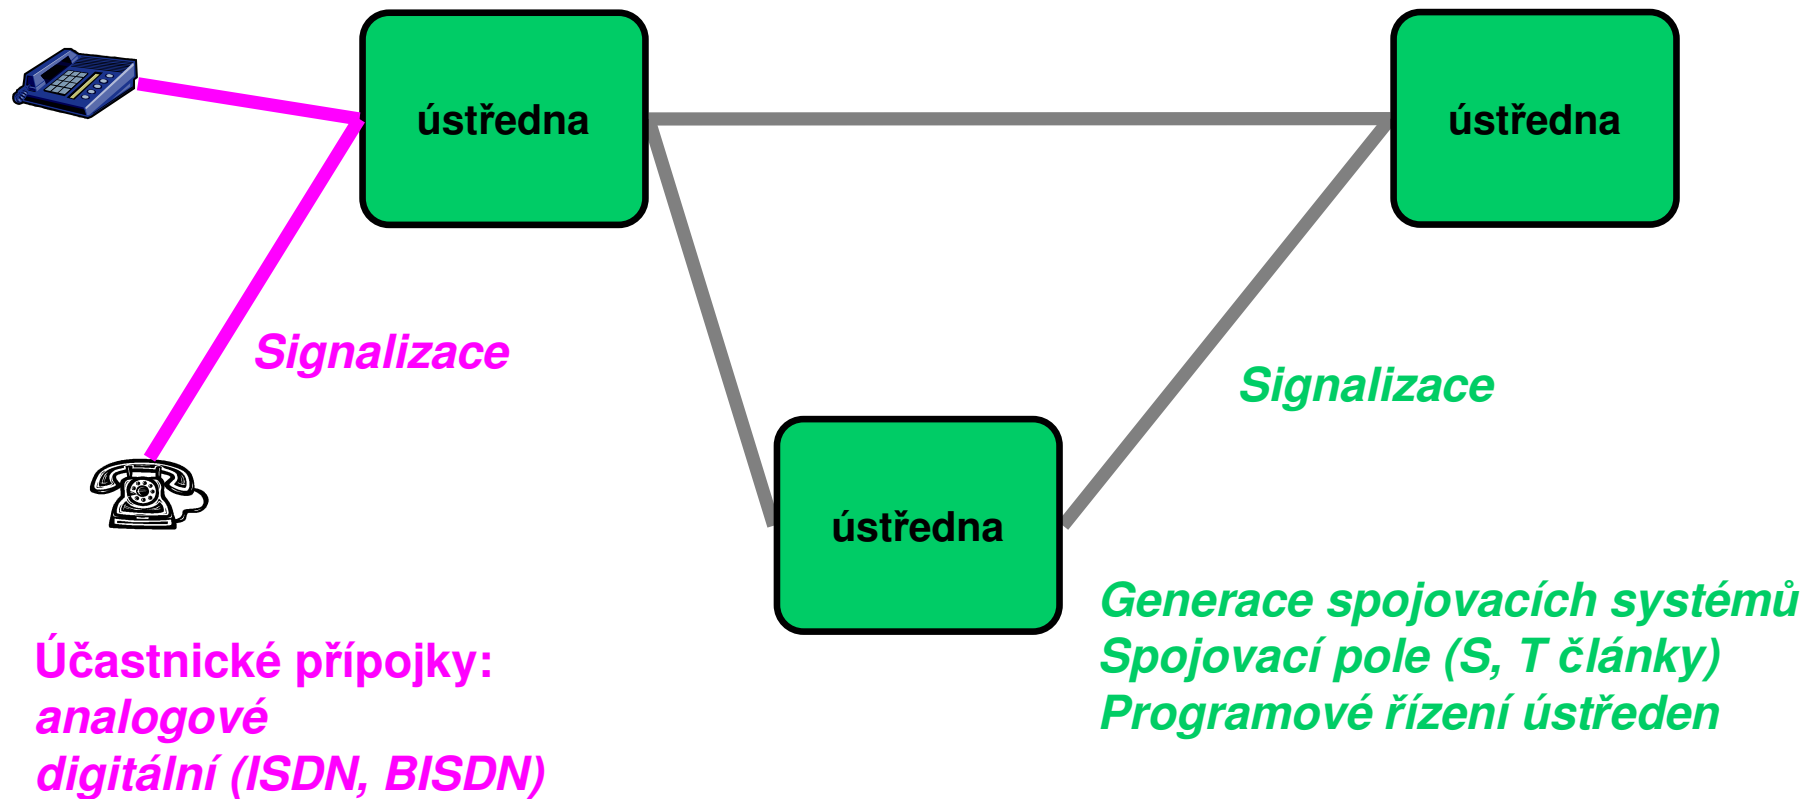 ústředna
ústředna
Signalizace
Signalizace
ústředna
Účastnické přípojky:
analogové
digitální (ISDN, BISDN)
Generace spojovacích systémů
Spojovací pole (S, T články)
Programové řízení ústředen